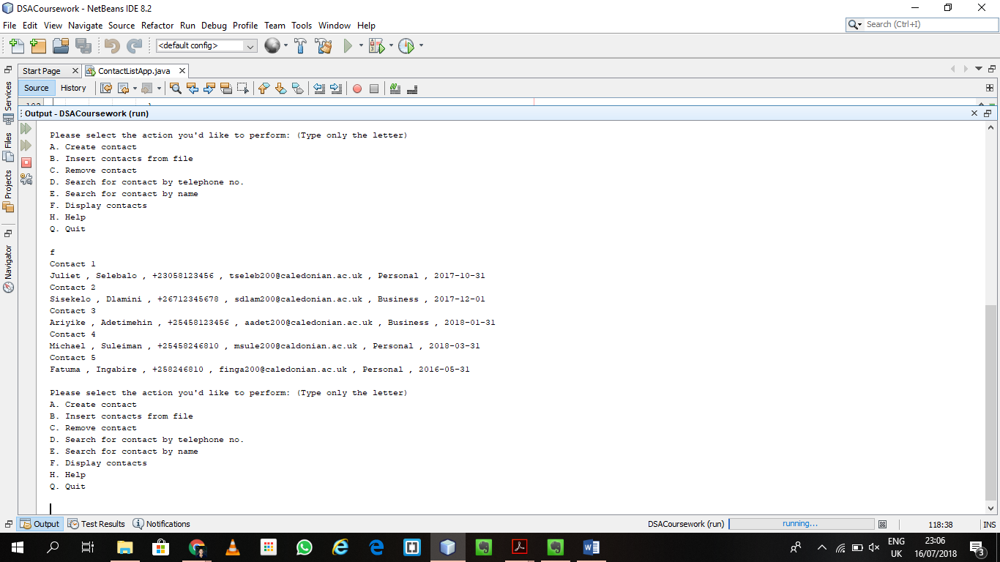 DSACoursework - NetBeans IDE 8.2
File Edit View Navigate Source Refactor Run Debug Profile Team Tools Window Help
Search (Ctrl+I)
<default config>
Start Page ContactListApp.java
Source History
Services
Files
Projects
Navigator
Output - DSACoursework (run)
Please select the action you'd like to perform: (Type only the letter)
A. Create contact
B. Insert contacts from file
C. Remove contact
D. Search for contact by telephone no.
E. Search for contact by name
F. Display contacts
H. Help
Q. Quit
f
Contact 1
Juliet , Selebalo , +23058123456 , tseleb200@caledonian.ac.uk , Personal , 2017-10-31
Contact 2
Sisekelo , Dlamini , +26712345678 , sdlam200@caledonian.ac.uk , Business , 2017-12-01
Contact 3
Ariyike , Adetimehin , +25458123456 , aadet200@caledonian.ac.uk , Business , 2018-01-31
Contact 4
Michael , Suleiman , +25458246810 , msule200@caldonian.ac.uk , Personal , 2018-03-31
Contact 5
Fatuma , Ingabire , +258246810 , finga200@caledonian.ac.uk , Personal , 2016-05-31
Please select the action you'd like to perform: (Type only the letter)
A. Create contact
B. Insert contacts from file
C. Remove contact
D. Search for contact by telephone no.
E. Search for contact by name
F. Display contacts
H. Help
Q. Quit
Output Test Results Notifications DSACoursework (run) running... 118:38 INS
ENG 23:06
UK 16/07/2018 3